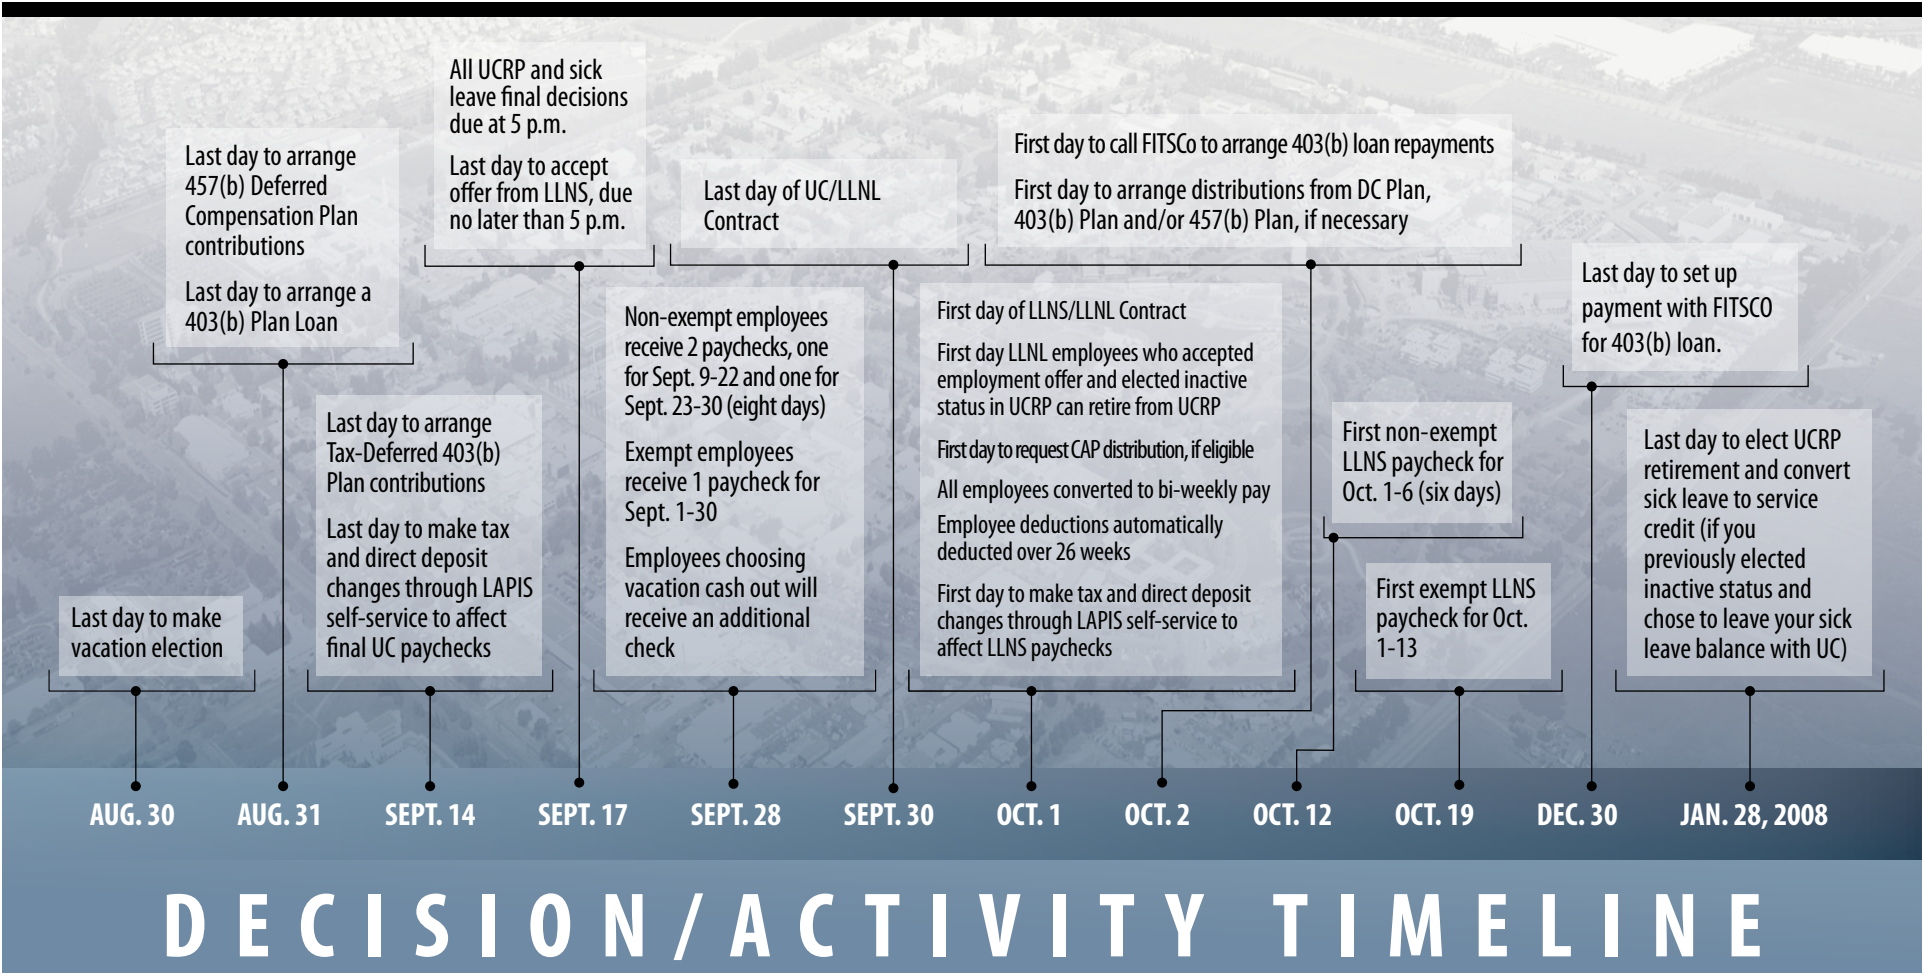 Last day to make
vacation election
Last day to arrange
457(b) Deferred
Compensation Plan
contributions
Last day to arrange a
403(b) Plan Loan
Last day to arrange
Tax-Deferred 403(b)
Plan contributions
Last day to make tax
and direct deposit
changes through LAPIS
self-service to affect
final UC paychecks
All UCRP and sick
leave final decisions
due at 5 p.m.
Last day to accept
offer from LLNS, due
no later than 5 p.m.
Non-exempt employees
receive 2 paychecks, one
for Sept. 9-22 and one for
Sept. 23-30 (eight days)
Exempt employees
receive 1 paycheck for
Sept. 1-30
Employees choosing
vacation cash out will
receive an additional
check
Last day of UC/LLNL
Contract
First day of LLNS/LLNL Contract
First day LLNL employees who accepted
employment offer and elected inactive
status in UCRP can retire from UCRP
First day to request CAP distribution, if eligible
All employees converted to bi-weekly pay
Employee deductions automatically
deducted over 26 weeks
First day to make tax and direct deposit
changes through LAPIS self-service to
affect LLNS paychecks
First day to call FITSCo to arrange 403(b) loan repayments
First day to arrange distributions from DC Plan,
403(b) Plan and/or 457(b) Plan, if necessary
First non-exempt
LLNS paycheck for
Oct. 1-6 (six days)
First exempt LLNS
paycheck for Oct.
1-13
Last day to set up
payment with FITSCO
for 403(b) loan.
Last day to elect UCRP
retirement and convert
sick leave to service
credit (if you
previously elected
inactive status and
chose to leave your sick
leave balance with UC)
AUG. 30
AUG. 31
SEPT. 14
SEPT. 17
SEPT. 28
SEPT. 30
OCT. 1
OCT. 2
OCT. 12
OCT. 19
DEC. 30
JAN. 28, 2008
DECISION/ACTIVITY TIMELINE